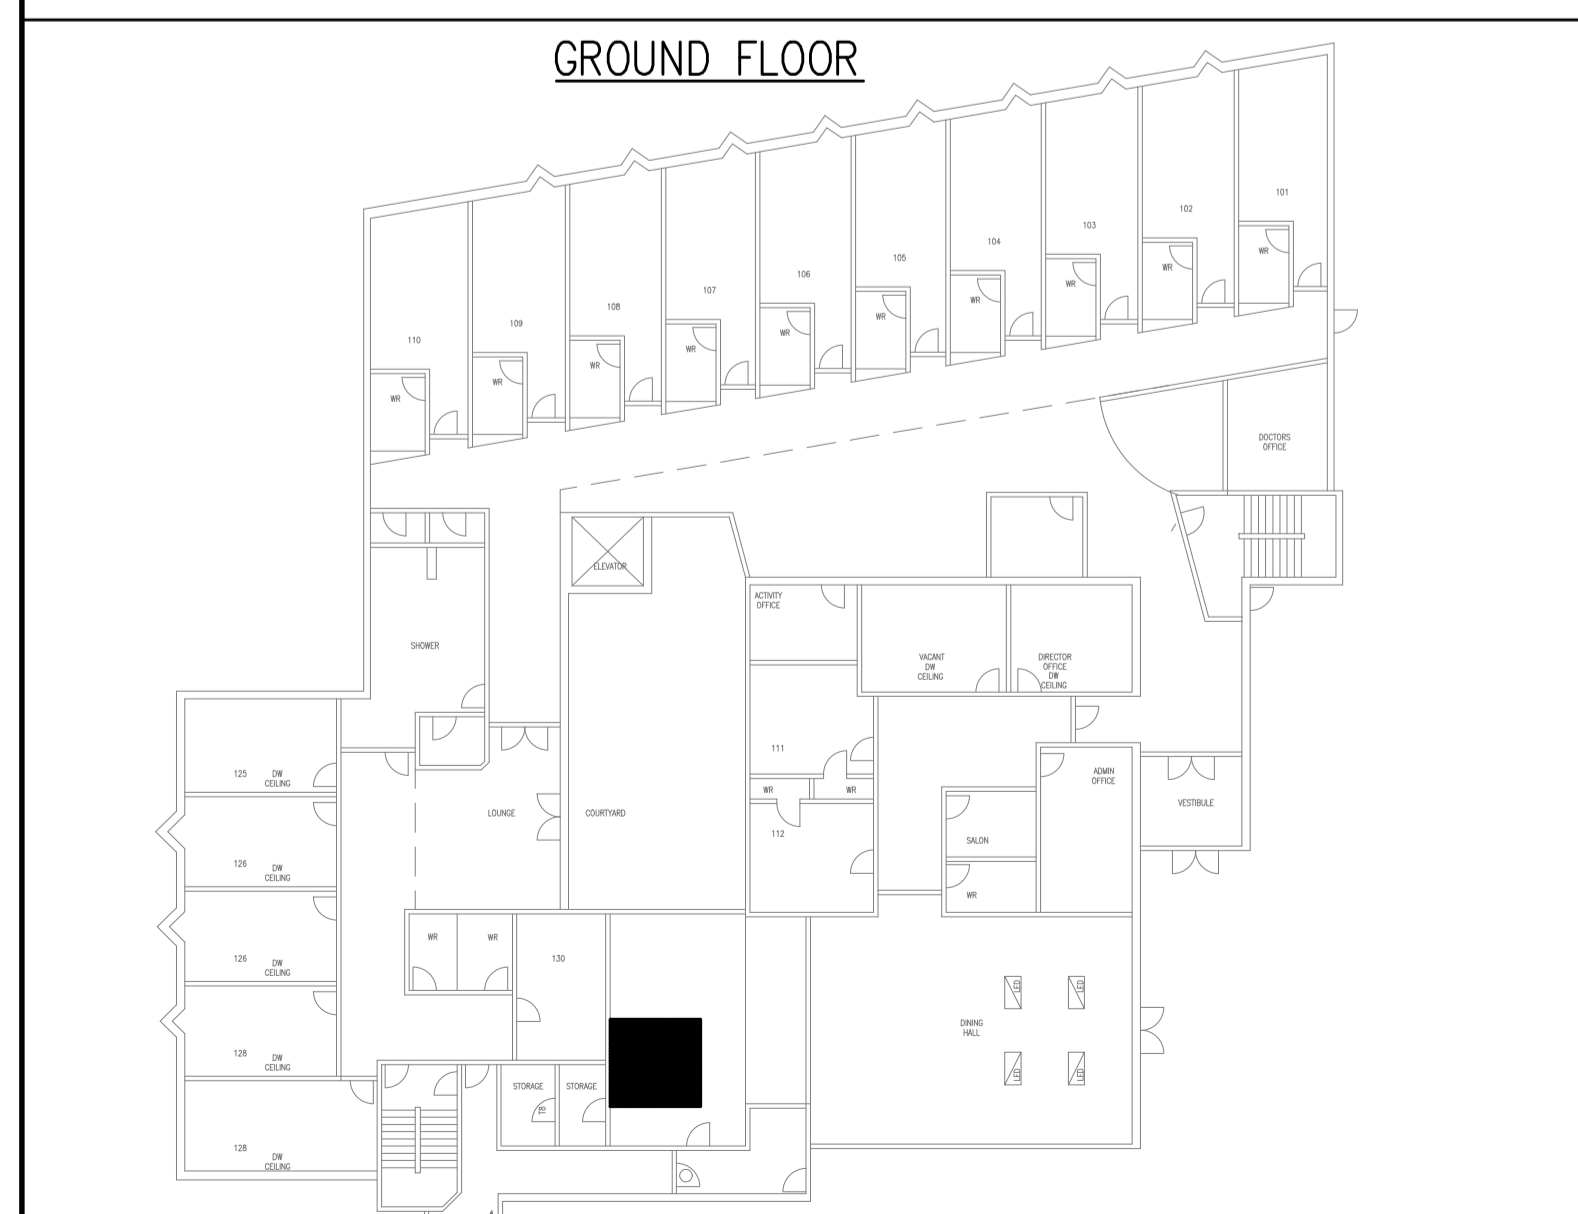 GROUND FLOOR
101
102
103
104
105
106
107
108
109
110
WR
WR
WR
WR
WR
WR
WR
WR
WR
WR
DOCTORS
OFFICE
ELEVATOR
ACTIVITY
OFFICE
SHOWER
VACANT
DW
CEILING
DIRECTOR
OFFICE
DW
CEILING
111
WR
WR
112
125
DW
CEILING
LOUNGE
COURTYARD
ADMIN
OFFICE
VESTIBULE
SALON
WR
126
DW
CEILING
WR
WR
130
126
DW
CEILING
LED
LED
DINING
HALL
LED
LED
128
DW
CEILING
STORAGE
T8
STORAGE
128
DW
CEILING